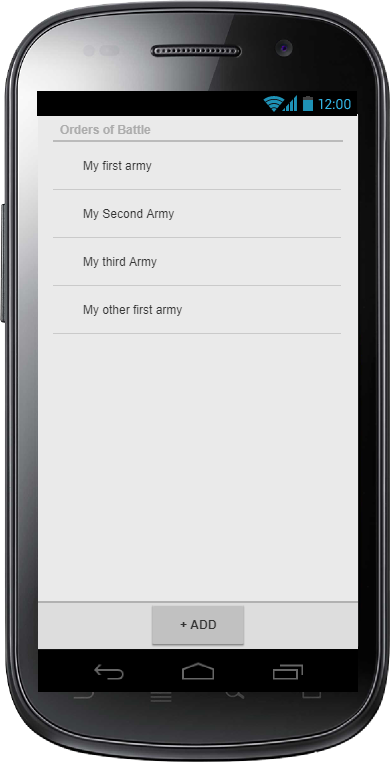 12:00
Orders of Battle
My first army
My Second Army
My third Army
My other first army
+ ADD